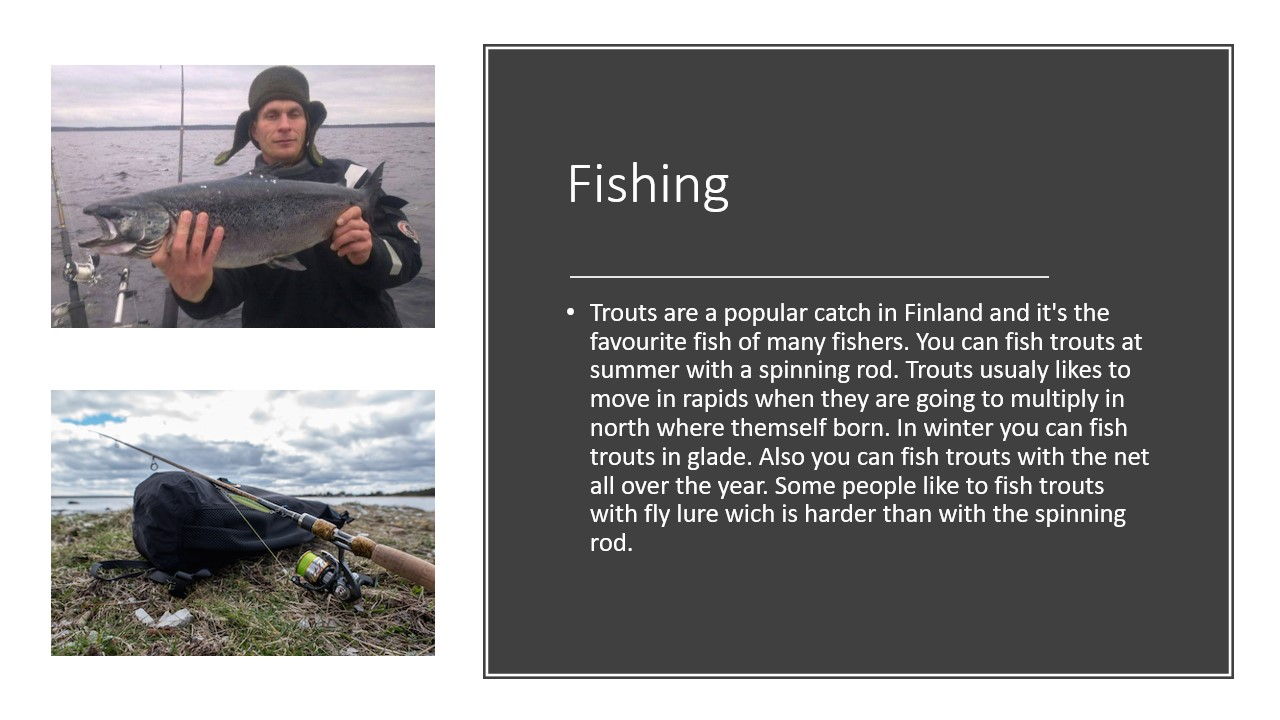 Fishing
• Trouts are a popular catch in Finland and it's the
favourite fish of many fishers. You can fish trouts at
summer with a spinning rod. Trouts usualy likes to
move in rapids when they are going to multiply in
north where themself born. In winter you can fish
trouts in glade. Also you can fish trouts with the net
all over the year. Some people like to fish trouts
with fly lure wich is harder than with the spinning
rod.